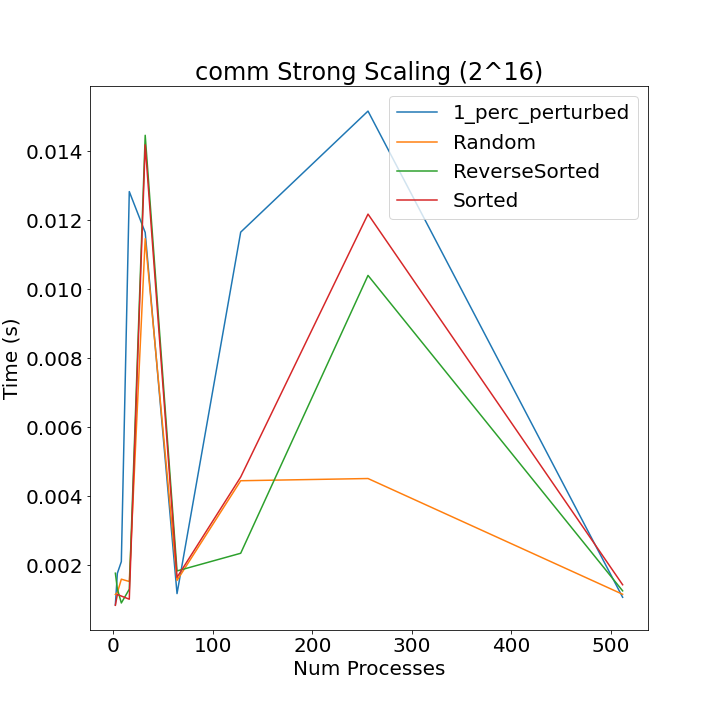 comm Strong Scaling (2^16)
1_perc_perturbed
Random
ReverseSorted
Sorted
Time (s)
0.014
0.012
0.010
0.008
0.006
0.004
0.002
0 100 200 300 400 500
Num Processes